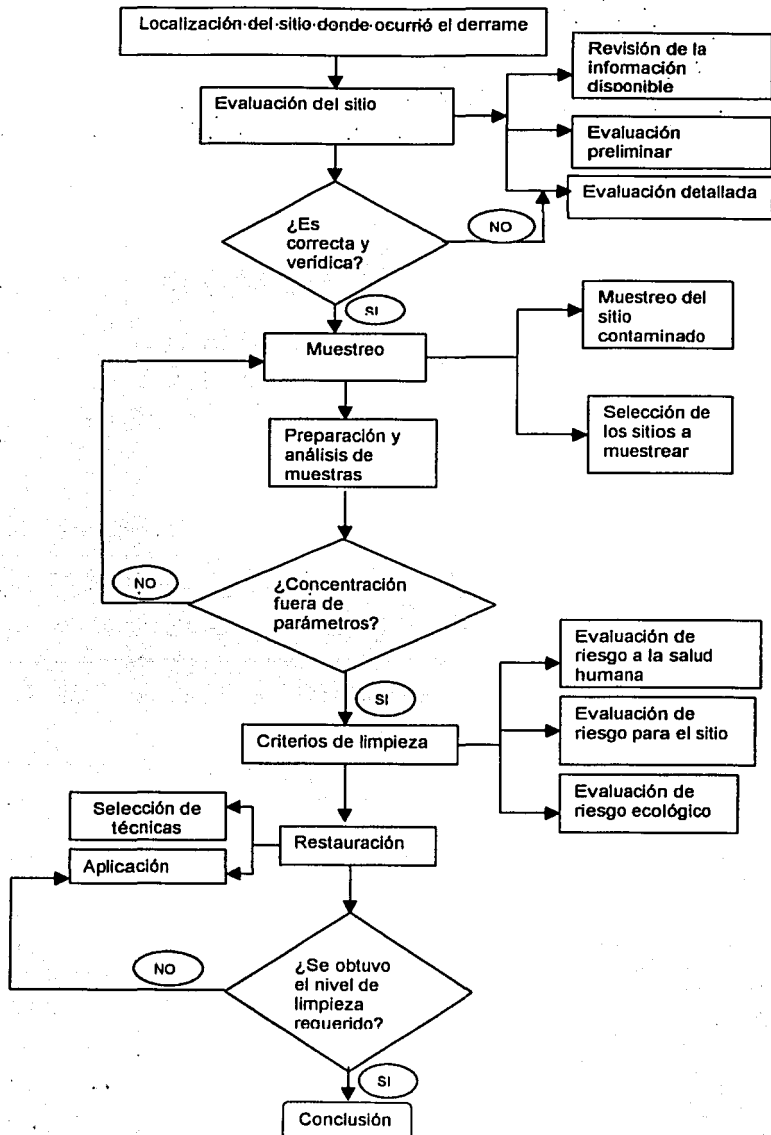 Localización del sitio donde ocurrió el derrame
Evaluación del sitio
Revisión de la
información
disponible
Evaluación
preliminar
Evaluación detallada
¿Es
correcta y
verídica?
NO
SI
Muestreo
Muestreo del
sitio
contaminado
Selección de
los sitios a
muestrear
Preparación y
análisis de
muestras
¿Concentración
fuera de
parámetros?
NO
SI
Criterios de limpieza
Evaluación de
riesgo a la salud
humana
Evaluación de
riesgo para el sitio
Evaluación de
riesgo ecológico
Selección de
técnicas
Restauración
Aplicación
¿Se obtuvo
el nivel de
limpieza
requerido?
NO
SI
Conclusión